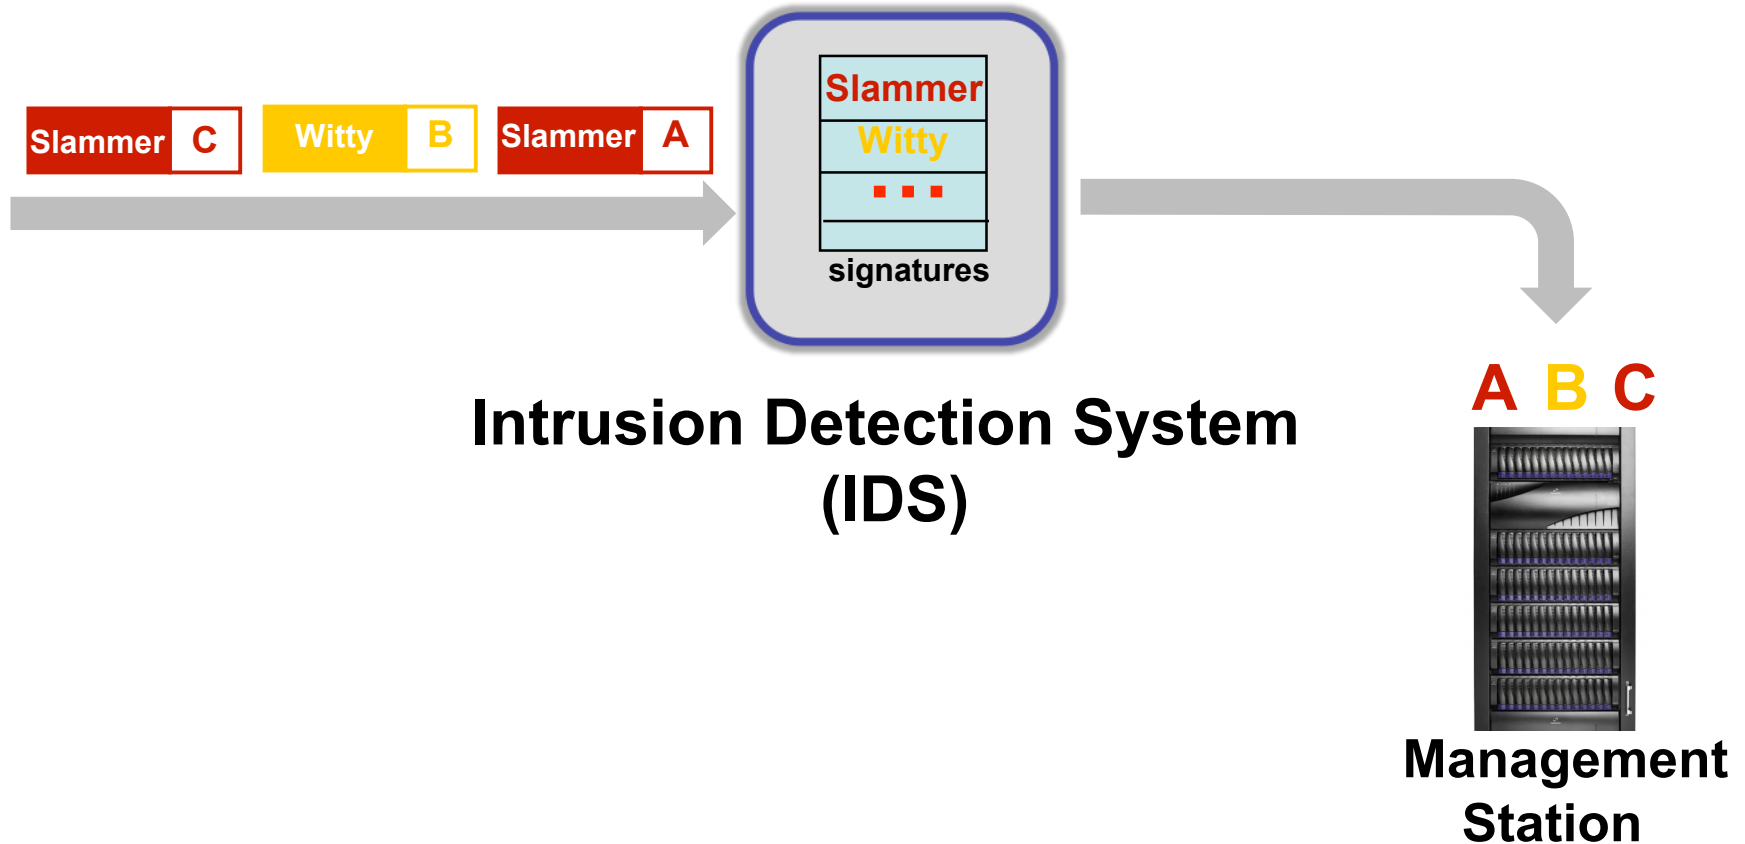 Slammer C Witty B Slammer A
Slammer
Witty
...
signatures
Intrusion Detection System
(IDS)
A B C
Management
Station